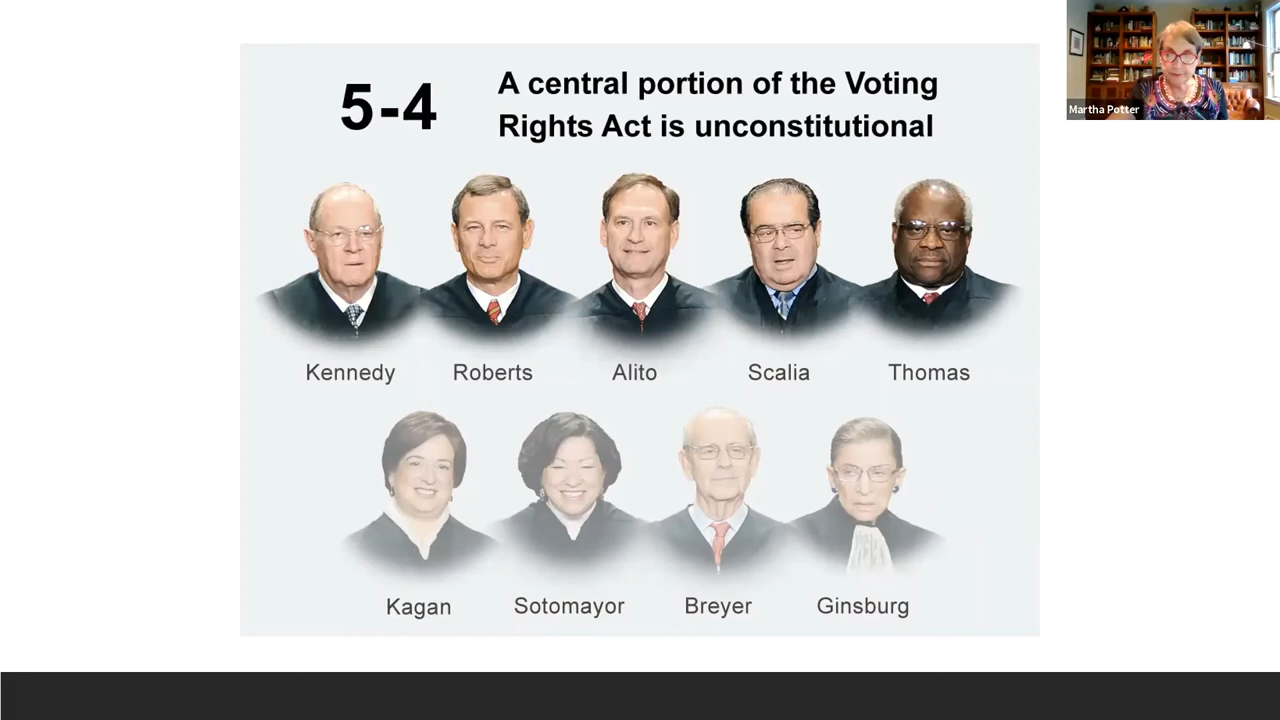 5-4
A central portion of the Voting
Rights Act is unconstitutional
Martha Potter
Kennedy
Roberts
Alito
Scalia
Thomas
Kagan
Sotomayor
Breyer
Ginsburg